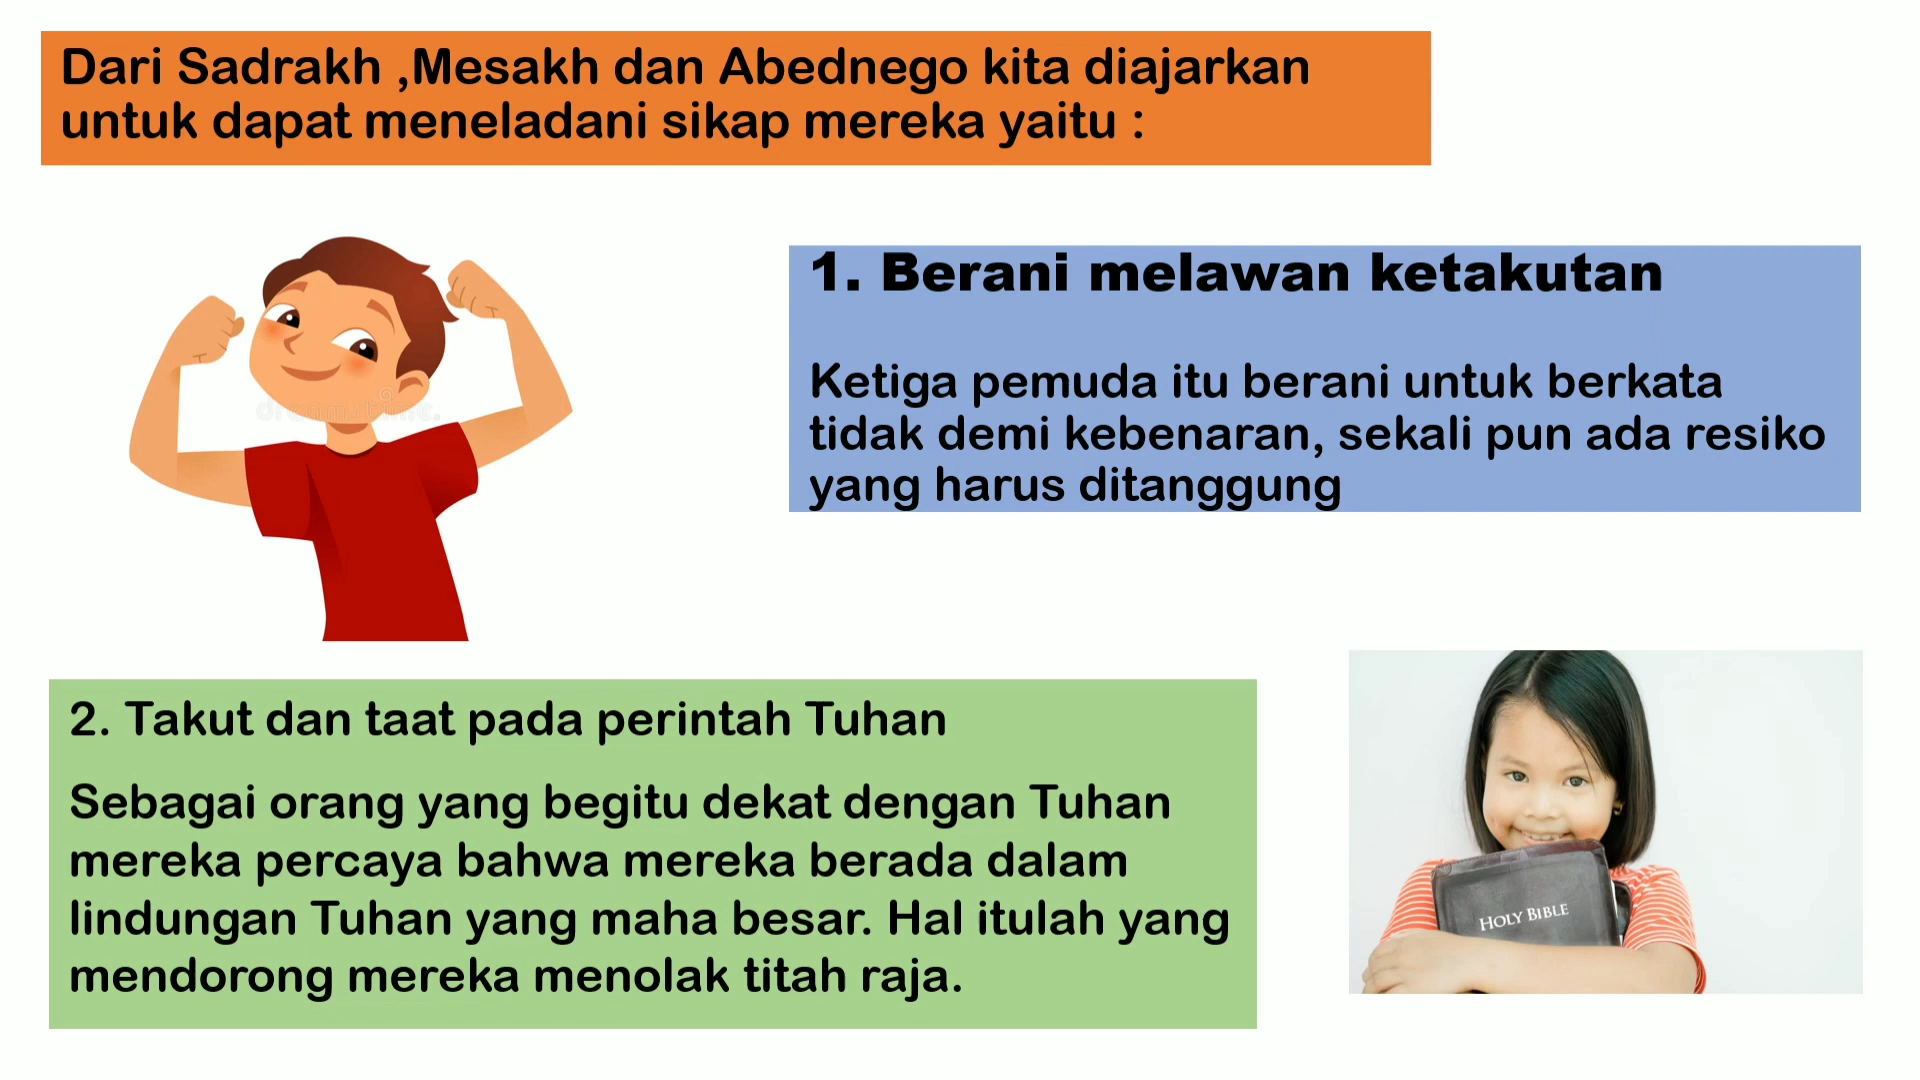 Dari Sadrakh ,Mesakh dan Abednego kita diajarkan
untuk dapat meneladani sikap mereka yaitu :
1. Berani melawan ketakutan
Ketiga pemuda itu berani untuk berkata
tidak demi kebenaran, sekali pun ada resiko
yang harus ditanggung
2. Takut dan taat pada perintah Tuhan
Sebagai orang yang begitu dekat dengan Tuhan
mereka percaya bahwa mereka berada dalam
lindungan Tuhan yang maha besar. Hal itulah yang
mendorong mereka menolak titah raja.
HOLY BIBLE